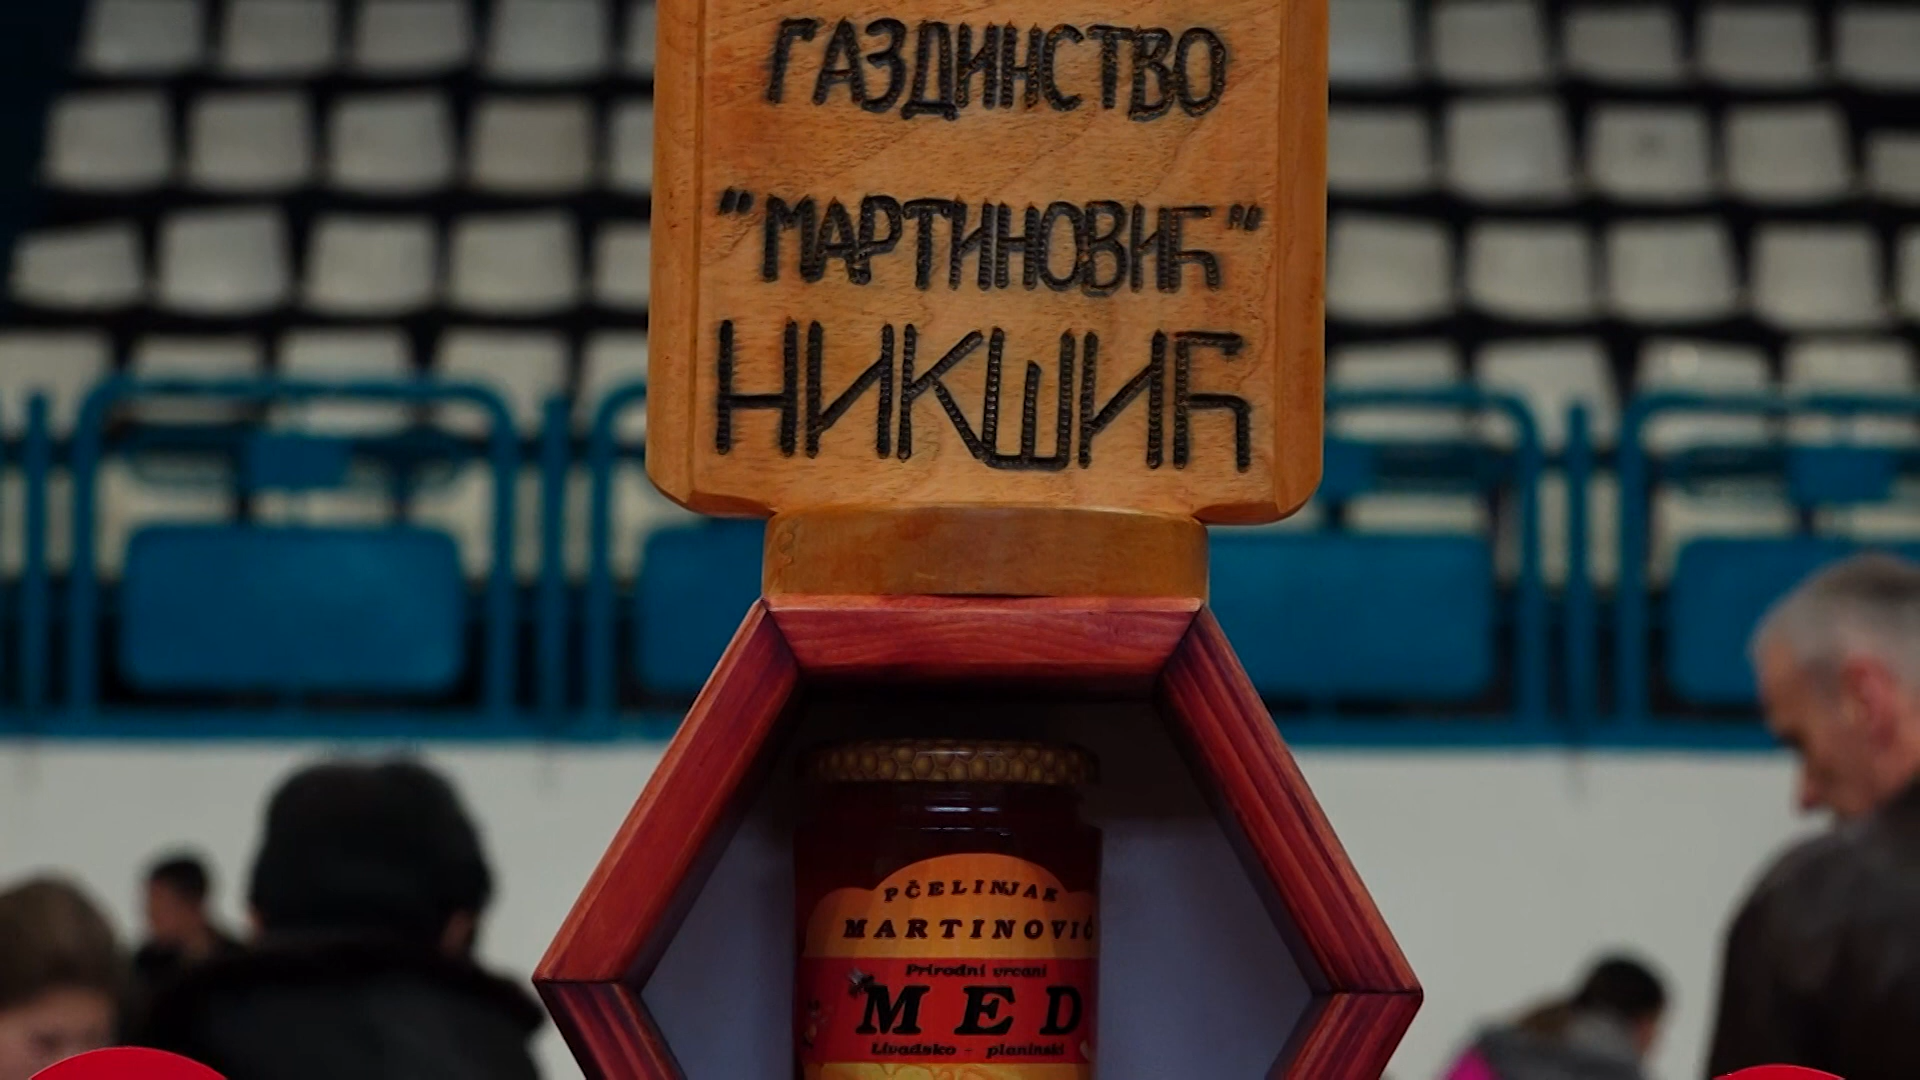 ГАЗДИНСТВО
"МАРТИНОВИЋ"
НИКШИЋ
PČELINJAK
MARTINOVIĆ
Prirodni vrcani
MED
Livadsko - planinski